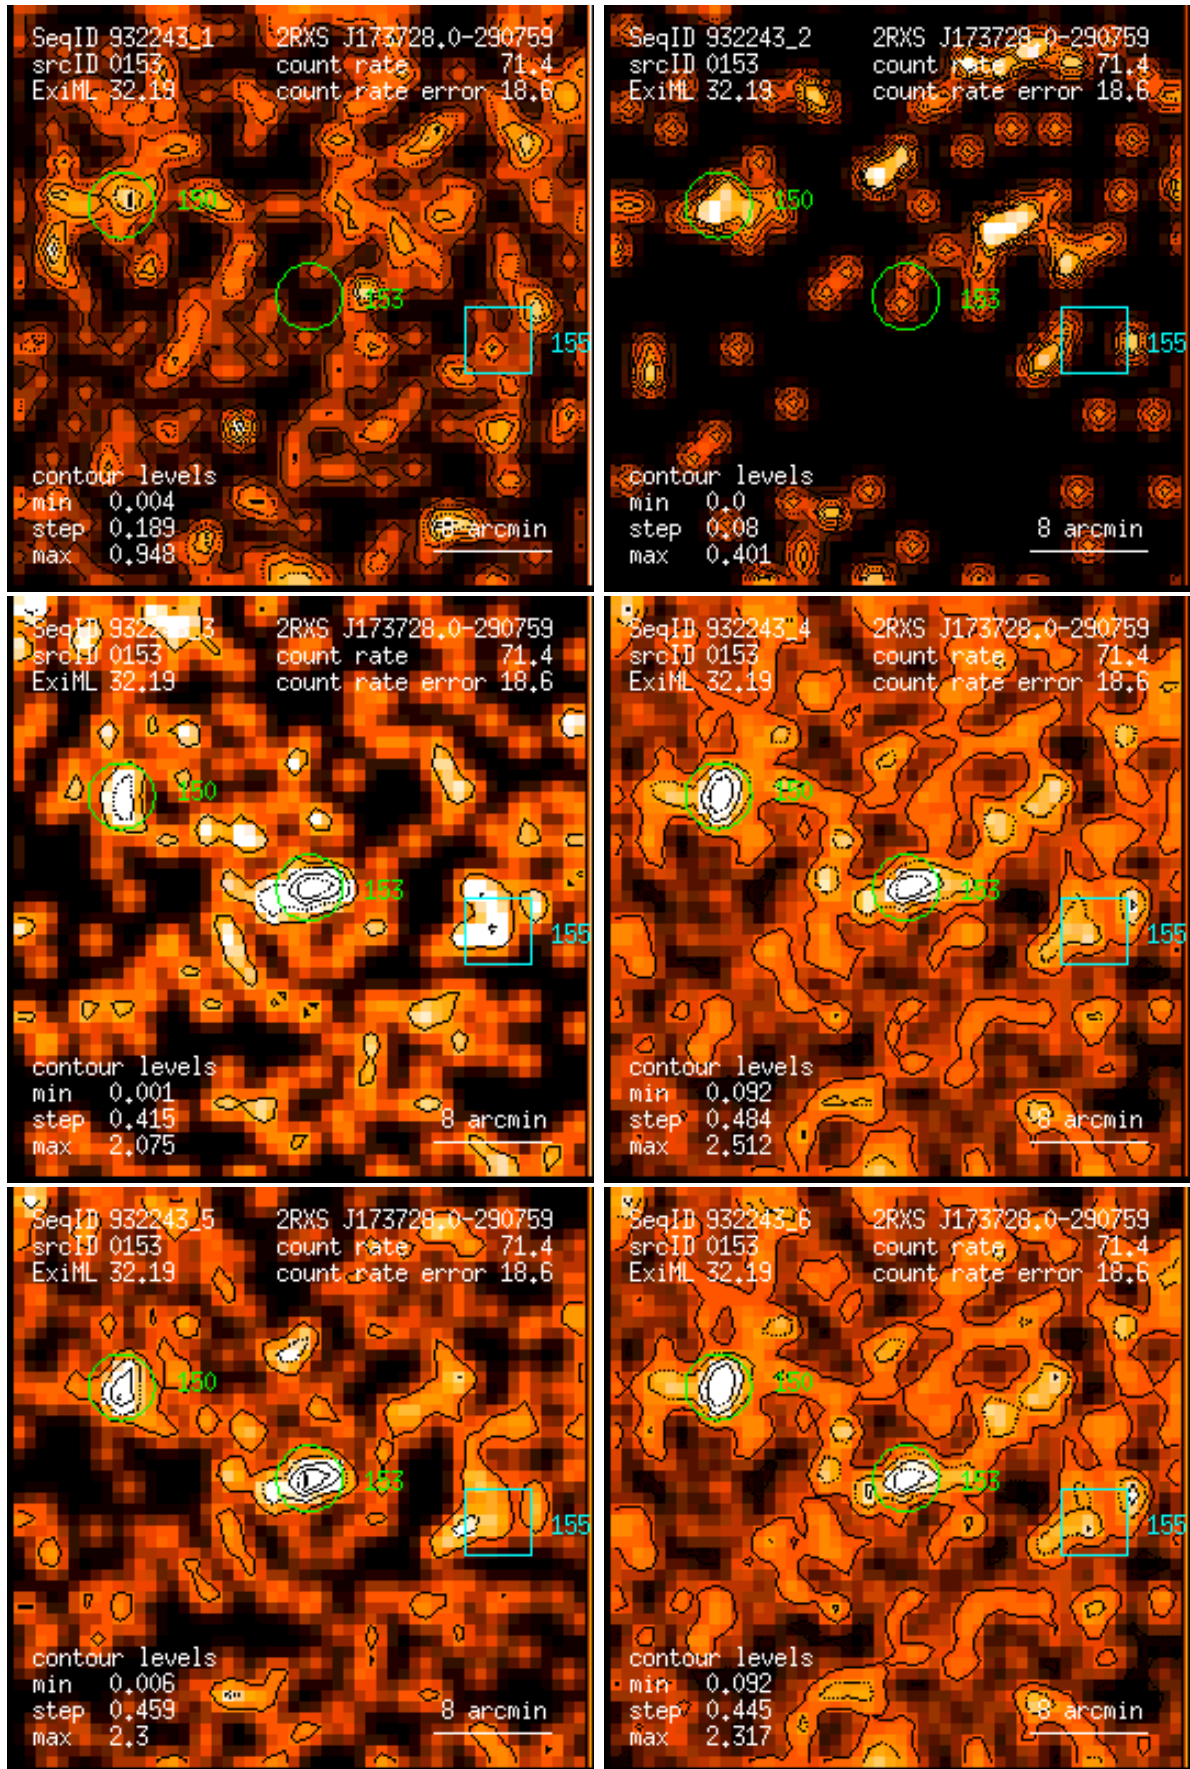 SeqID 932243_1 2RXS J173728.0-290759
srcID 0153 count rate 71.4
ExiML 32.19 count rate error 18.6
150
153
155
contour levels
min 0.004
step 0.189 8 arcmin
max 0.948
SeqID 932243_2 2RXS J173728.0-290759
srcID 0153 count rate 71.4
ExiML 32.19 count rate error 18.6
150
153
155
contour levels
min 0.0
step 0.08 8 arcmin
max 0.401
SeqID 932243_3 2RXS J173728.0-290759
srcID 0153 count rate 71.4
ExiML 32.19 count rate error 18.6
150
153
155
contour levels
min 0.001
step 0.415 8 arcmin
max 2.075
SeqID 932243_4 2RXS J173728.0-290759
srcID 0153 count rate 71.4
ExiML 32.19 count rate error 18.6
150
153
155
contour levels
min 0.092
step 0.484 8 arcmin
max 2.512
SeqID 932243_5 2RXS J173728.0-290759
srcID 0153 count rate 71.4
ExiML 32.19 count rate error 18.6
150
153
155
contour levels
min 0.006
step 0.459 8 arcmin
max 2.3
SeqID 932243_6 2RXS J173728.0-290759
srcID 0153 count rate 71.4
ExiML 32.19 count rate error 18.6
150
153
155
contour levels
min 0.092
step 0.445 8 arcmin
max 2.317